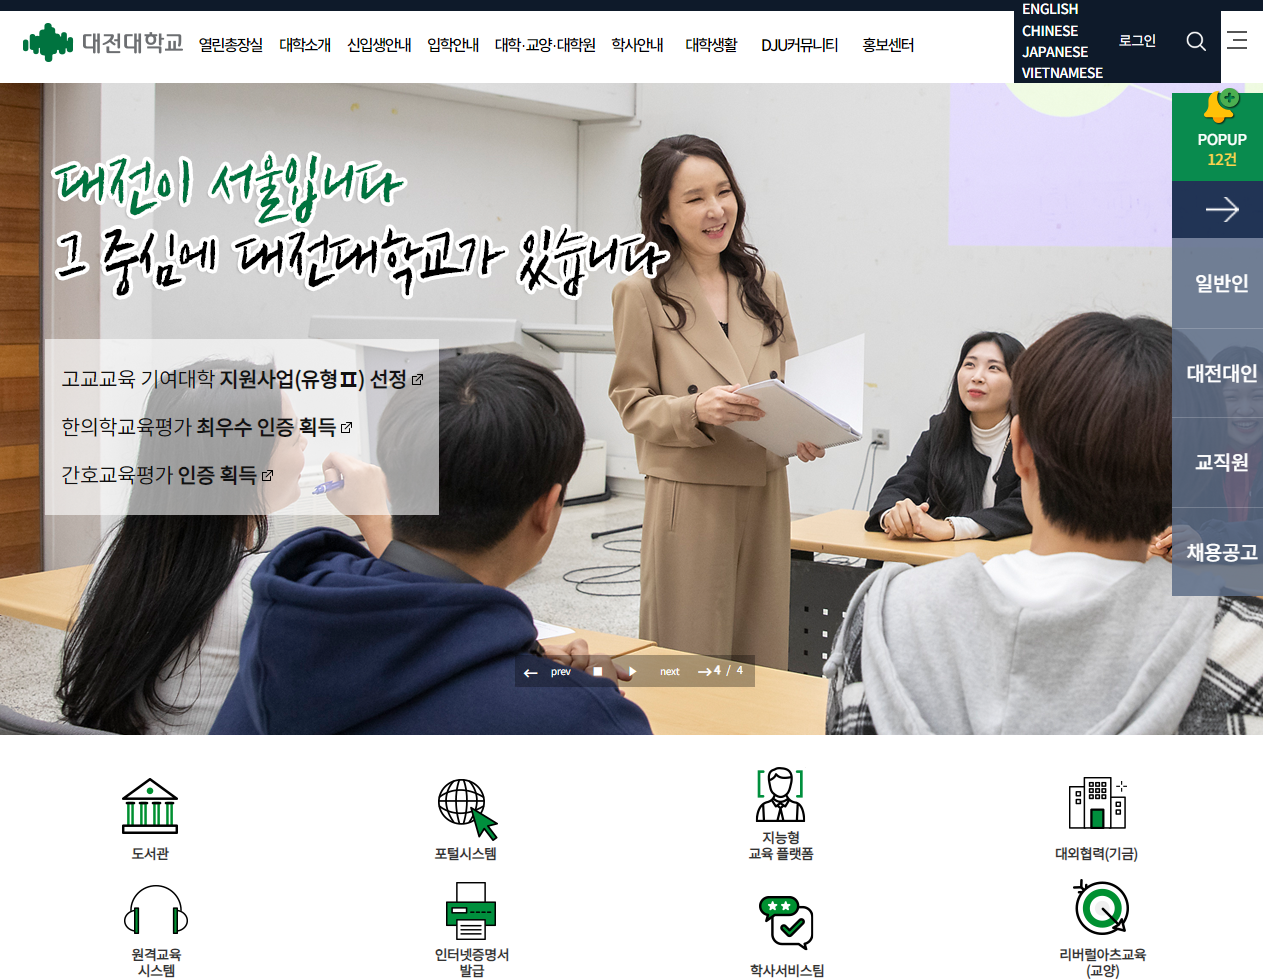 ENGLISH
CHINESE
JAPANESE
VIETNAMESE
로그인
대전대학교
열린총장실 대학소개 신입생안내 입학안내 대학·교양·대학원 학사안내 대학생활 DJU커뮤니티 홍보센터
POPUP
12건
대전이 서울입니다
그 중심에 대전대학교가 있습니다
고교교육 기여대학 지원사업(유형Ⅱ) 선정
한의학교육평가 최우수 인증 획득
간호교육평가 인증 획득
일반인
대전대인
교직원
채용공고
prev next 4 / 4
도서관
포털시스템
지능형
교육 플랫폼
대외협력(기금)
원격교육
시스템
인터넷증명서
발급
학사서비스팀
리버럴아츠교육
(교양)